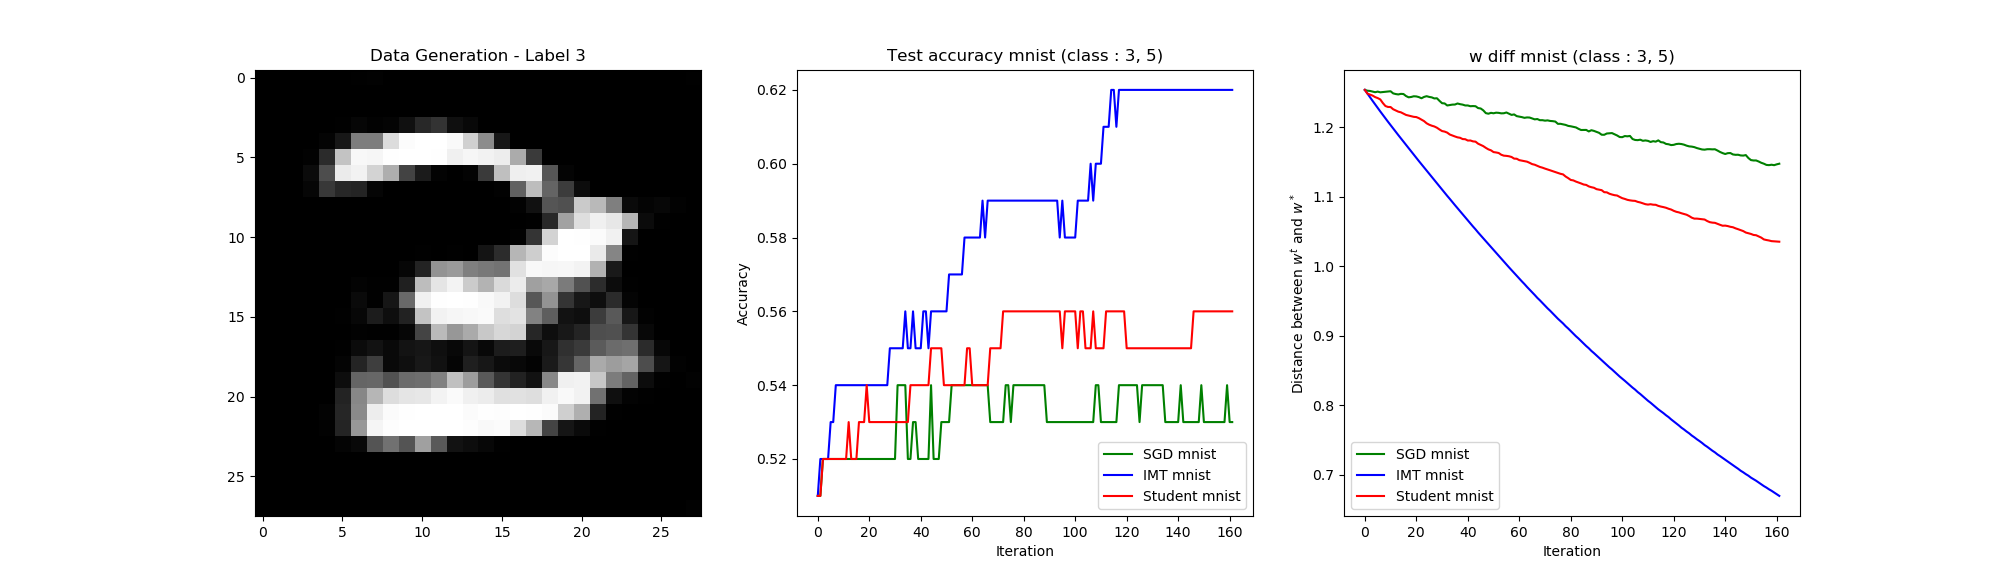 Data Generation - Label 3
0
5
10
15
20
25
0 5 10 15 20 25
Test accuracy mnist (class : 3, 5)
Accuracy
0.62
0.60
0.58
0.56
0.54
0.52
0 20 40 60 80 100 120 140 160
Iteration
SGD mnist
IMT mnist
Student mnist
w diff mnist (class : 3, 5)
Distance between w^t and w^*
1.2
1.1
1.0
0.9
0.8
0.7
0 20 40 60 80 100 120 140 160
Iteration
SGD mnist
IMT mnist
Student mnist